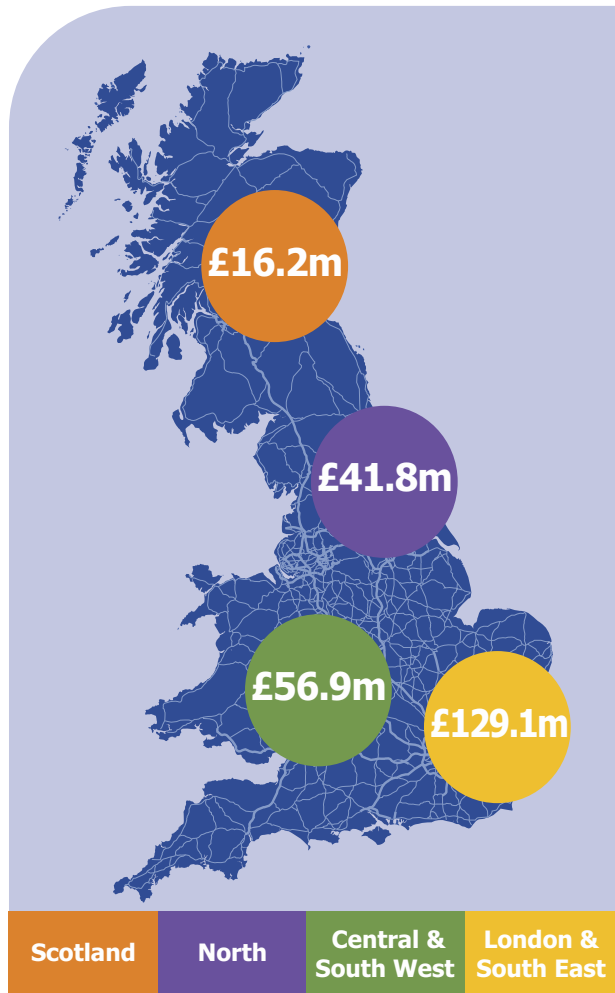 £16.2m
£41.8m
£56.9m
£129.1m
Scotland
North
Central &
South West
London &
South East